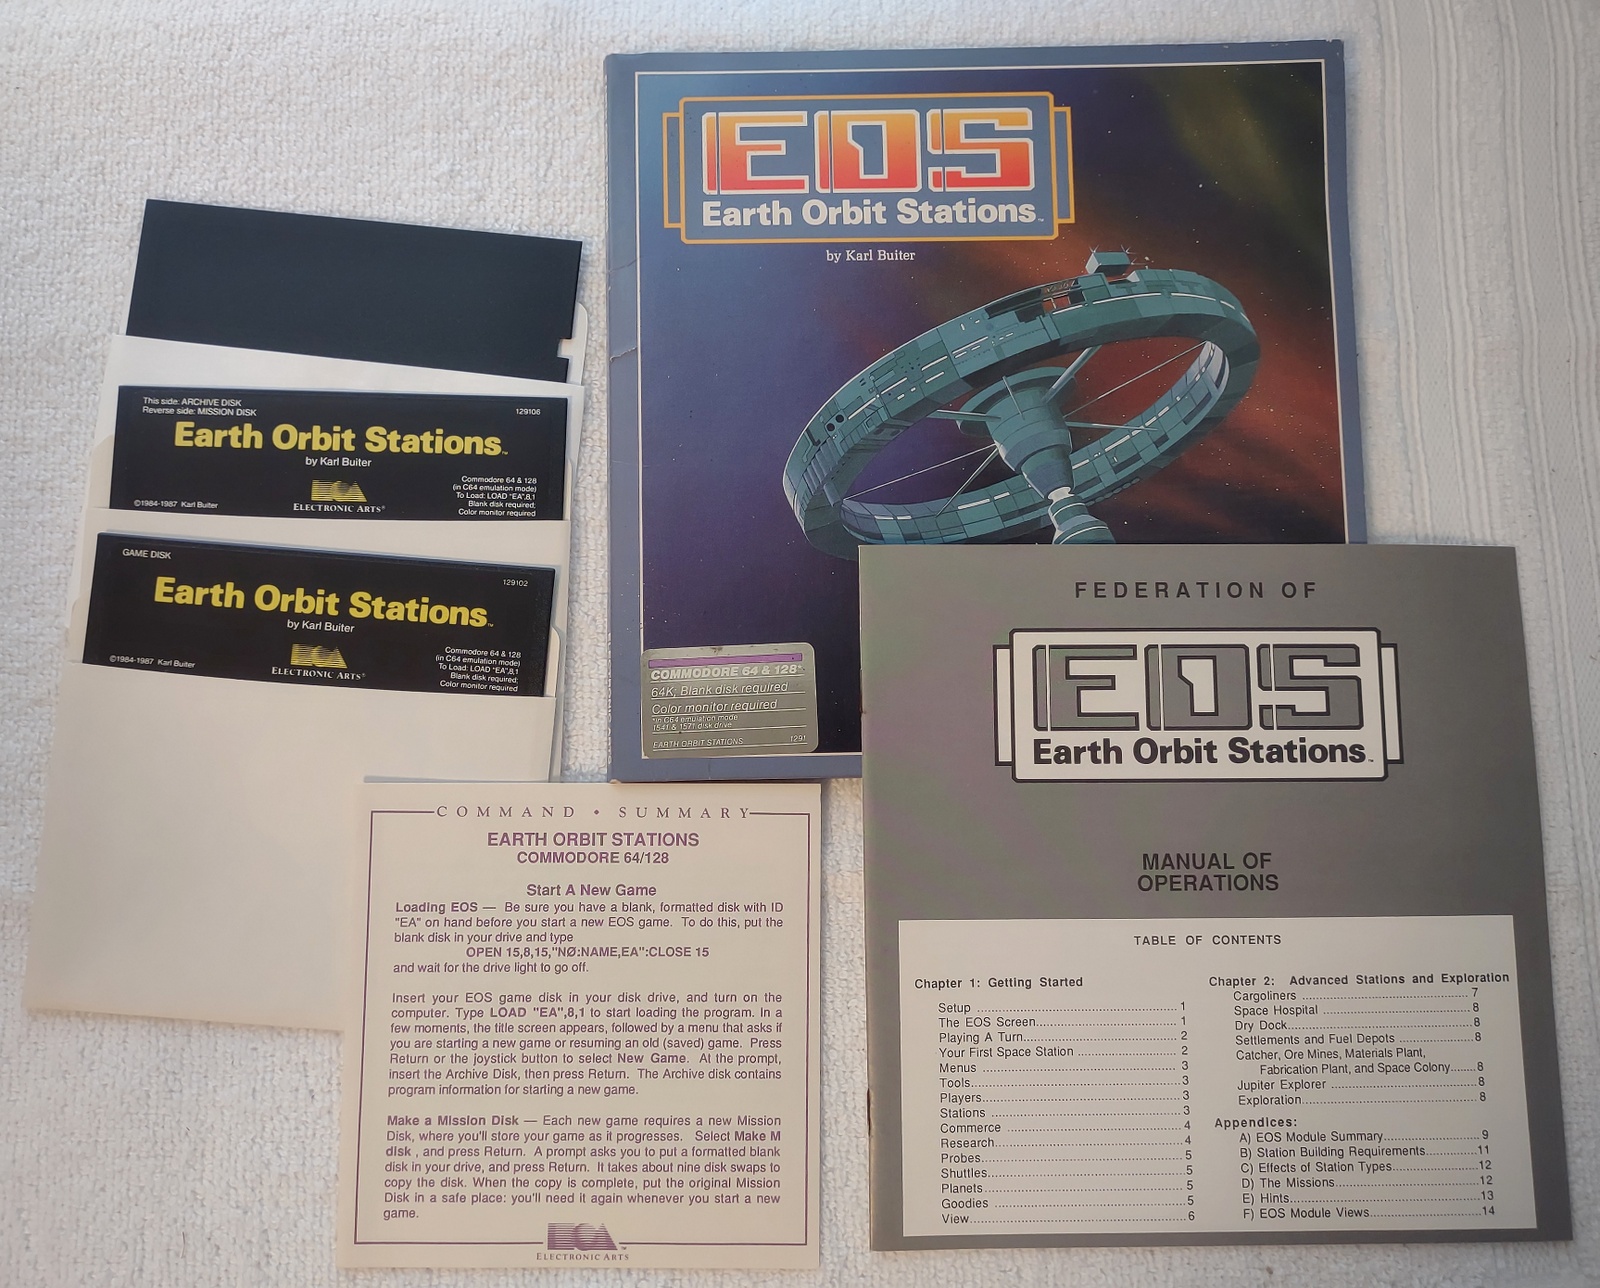 EOS
Earth Orbit Stations™
by Karl Buiter
COMMODORE 64 & 128*
64K; Blank disk required
Color monitor required
*in C64 emulation mode
1541 & 1571 disk drive
EARTH ORBIT STATIONS 1291
This side: ARCHIVE DISK
Reverse side: MISSION DISK
129106
Earth Orbit Stations™
by Karl Buiter
Commodore 64 & 128
(in C64 emulation mode)
To Load: LOAD "EA",8,1
Blank disk required;
Color monitor required
©1984-1987 Karl Buiter
ELECTRONIC ARTS®
GAME DISK
129102
Earth Orbit Stations™
by Karl Buiter
Commodore 64 & 128
(in C64 emulation mode)
To Load: LOAD "EA",8,1
Blank disk required;
Color monitor required
©1984-1987 Karl Buiter
ELECTRONIC ARTS®
COMMAND • SUMMARY
EARTH ORBIT STATIONS
COMMODORE 64/128
Start A New Game
Loading EOS — Be sure you have a blank, formatted disk with ID
"EA" on hand before you start a new EOS game. To do this, put the
blank disk in your drive and type
OPEN 15,8,15,"NØ:NAME,EA":CLOSE 15
and wait for the drive light to go off.
Insert your EOS game disk in your disk drive, and turn on the
computer. Type LOAD "EA",8,1 to start loading the program. In a
few moments, the title screen appears, followed by a menu that asks if
you are starting a new game or resuming an old (saved) game. Press
Return or the joystick button to select New Game. At the prompt,
insert the Archive Disk, then press Return. The Archive disk contains
program information for starting a new game.
Make a Mission Disk — Each new game requires a new Mission
Disk, where you'll store your game as it progresses. Select Make M
disk , and press Return. A prompt asks you to put a formatted blank
disk in your drive, and press Return. It takes about nine disk swaps to
copy the disk. When the copy is complete, put the original Mission
Disk in a safe place: you'll need it again whenever you start a new
game.
ELECTRONIC ARTS™
FEDERATION OF
EOS
Earth Orbit Stations™
MANUAL OF
OPERATIONS
TABLE OF CONTENTS
Chapter 1: Getting Started
Setup 1
The EOS Screen 1
Playing A Turn 2
Your First Space Station 2
Menus 3
Tools 3
Players 3
Stations 3
Commerce 4
Research 4
Probes 5
Shuttles 5
Planets 5
Goodies 5
View 6
Chapter 2: Advanced Stations and Exploration
Cargoliners 7
Space Hospital 8
Dry Dock 8
Settlements and Fuel Depots 8
Catcher, Ore Mines, Materials Plant,
Fabrication Plant, and Space Colony 8
Jupiter Explorer 8
Exploration 8
Appendices:
A) EOS Module Summary 9
B) Station Building Requirements 11
C) Effects of Station Types 12
D) The Missions 12
E) Hints 13
F) EOS Module Views 14